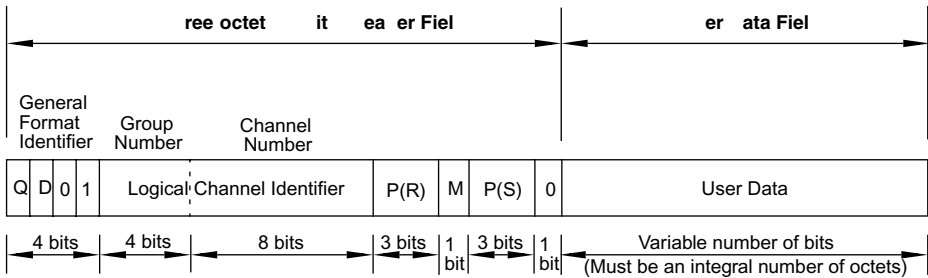 ree octet it ea er Fiel er ata Fiel
General
Format
Identifier
Group
Number
Channel
Number
Q D 0 1 Logical Channel Identifier P(R) M P(S) 0 User Data
4 bits 4 bits 8 bits 3 bits 1 bit 3 bits 1 bit Variable number of bits
(Must be an integral number of octets)